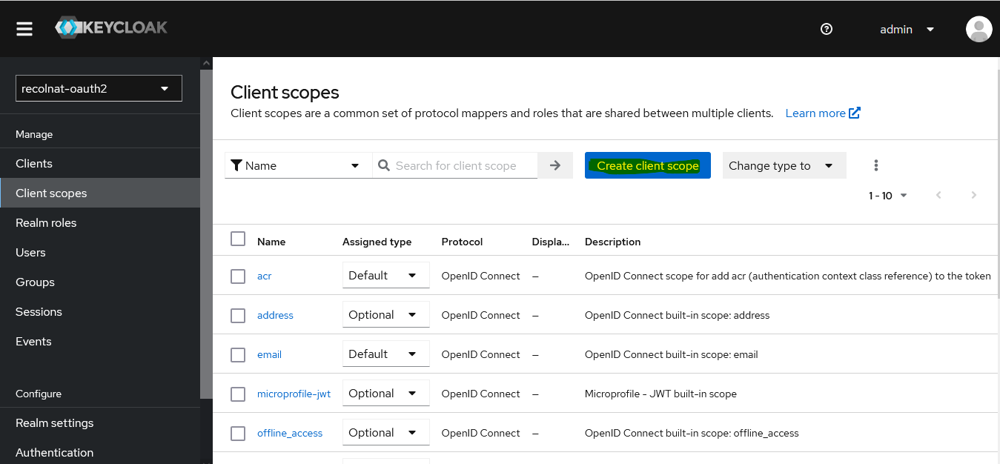 KEYCLOAK
admin
recolnat-oauth2
Manage
Clients
Client scopes
Realm roles
Users
Groups
Sessions
Events
Configure
Realm settings
Authentication
Client scopes
Client scopes are a common set of protocol mappers and roles that are shared between multiple clients. Learn more
Name Search for client scope Create client scope Change type to
1 - 10
Name Assigned type Protocol Displa... Description
acr Default OpenID Connect – OpenID Connect scope for add acr (authentication context class reference) to the token
address Optional OpenID Connect – OpenID Connect built-in scope: address
email Default OpenID Connect – OpenID Connect built-in scope: email
microprofile-jwt Optional OpenID Connect – Microprofile - JWT built-in scope
offline_access Optional OpenID Connect – OpenID Connect built-in scope: offline_access